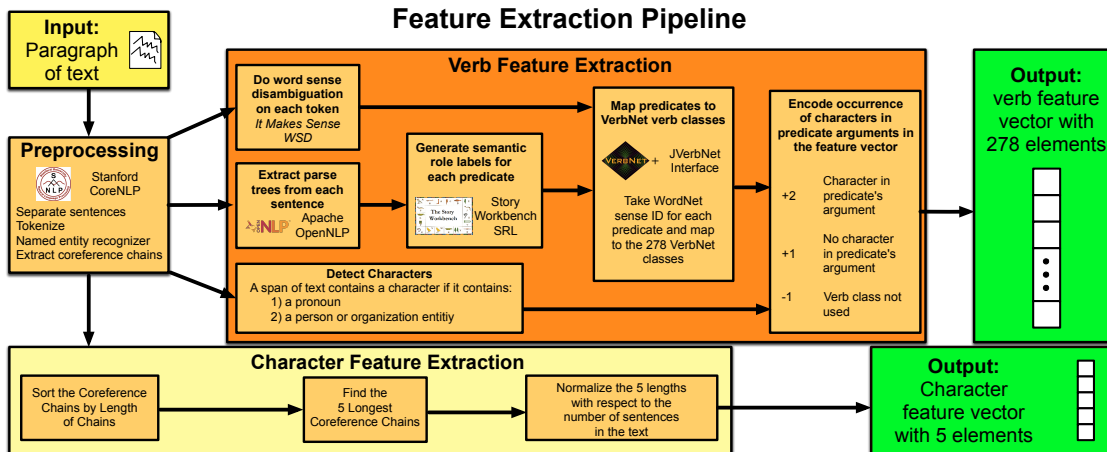 Feature Extraction Pipeline
Input:
Paragraph
of text
Preprocessing
S
NLP
Stanford
CoreNLP
Separate sentences
Tokenize
Named entity recognizer
Extract coreference chains
Verb Feature Extraction
Do word sense
disambiguation
on each token
It Makes Sense
WSD
Extract parse
trees from each
sentence
NLP
Apache
OpenNLP
Generate semantic
role labels for
each predicate
The Story
Workbench
Story
Workbench
SRL
Detect Characters
A span of text contains a character if it contains:
1) a pronoun
2) a person or organization entitiy
Map predicates to
VerbNet verb classes
VERBNET
+
JVerbNet
Interface
Take WordNet
sense ID for each
predicate and map
to the 278 VerbNet
classes
Encode occurrence
of characters in
predicate arguments in
the feature vector
+2 Character in
predicate's
argument
+1 No character
in predicate's
argument
-1 Verb class not
used
Output:
verb feature
vector with
278 elements
Character Feature Extraction
Sort the Coreference
Chains by Length
of Chains
Find the
5 Longest
Coreference Chains
Normalize the 5 lengths
with respect to the
number of sentences
in the text
Output:
Character
feature vector
with 5 elements